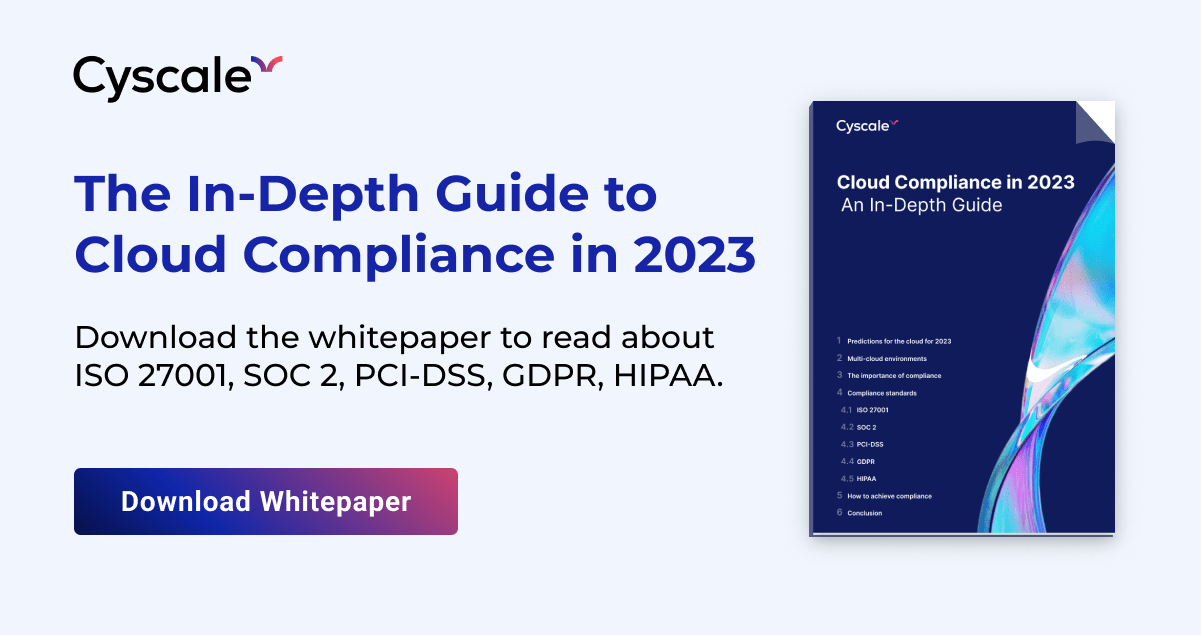 Cyscale
The In-Depth Guide to
Cloud Compliance in 2023
Download the whitepaper to read about
ISO 27001, SOC 2, PCI-DSS, GDPR, HIPAA.
Download Whitepaper
Cyscale
Cloud Compliance in 2023
An In-Depth Guide
1 Predictions for the cloud for 2023
2 Multi-cloud environments
3 The importance of compliance
4 Compliance standards
4.1 ISO 27001
4.2 SOC 2
4.3 PCI-DSS
4.4 GDPR
4.5 HIPAA
5 How to achieve compliance
6 Conclusion